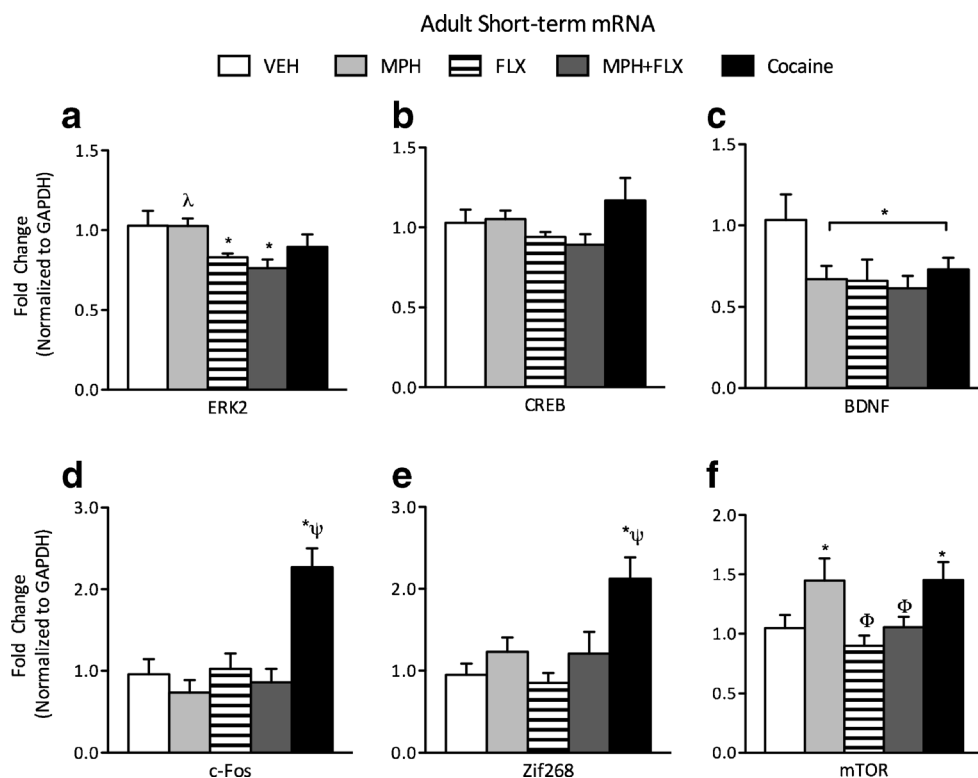 Adult Short-term mRNA
VEH MPH FLX MPH+FLX Cocaine
a
Fold Change
(Normalized to GAPDH)
1.5
1.0
0.5
0.0
λ
*
*
ERK2
b
1.5
1.0
0.5
0.0
CREB
c
1.5
1.0
0.5
0.0
*
BDNF
d
Fold Change
(Normalized to GAPDH)
3.0
2.0
1.0
0.0
*ψ
c-Fos
e
3.0
2.0
1.0
0.0
*ψ
Zif268
f
2.0
1.5
1.0
0.5
0.0
*
Φ
Φ
*
mTOR